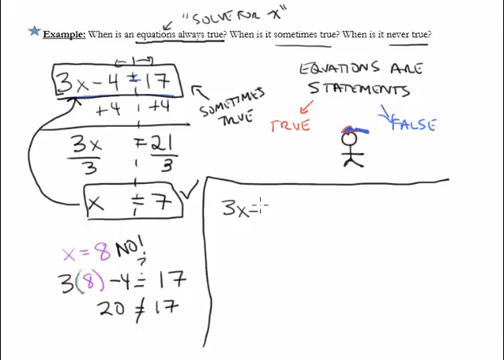 "SOLVE FOR X"
Example: When is an equations always true? When is it sometimes true? When is it never true?
3x - 4 = 17
+4 +4
3x = 21
3 3
x = 7
SOMETIMES
TRUE
EQUATIONS ARE
STATEMENTS
TRUE FALSE
x = 8 NO!
?
3(8) - 4 = 17
20 ≠ 17
3x =